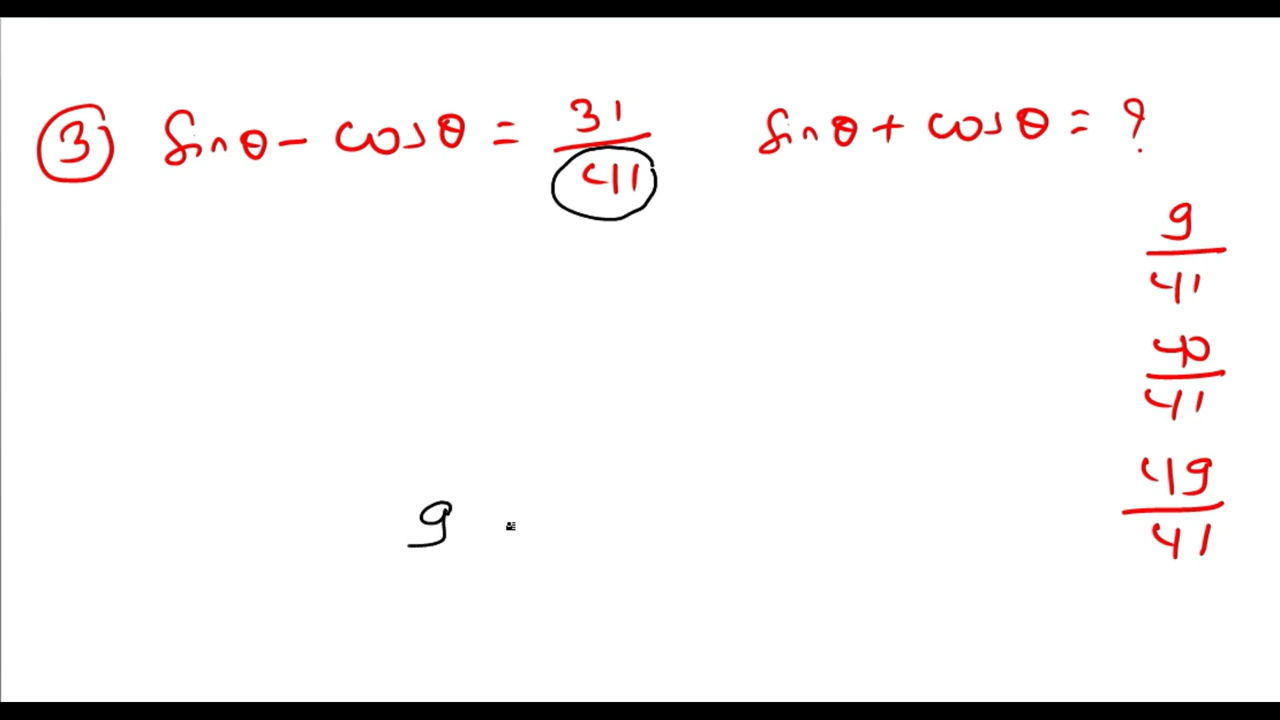 ③ sinθ - cosθ = 31/41 sinθ + cosθ = ?
9/41
40/41
49/41
9